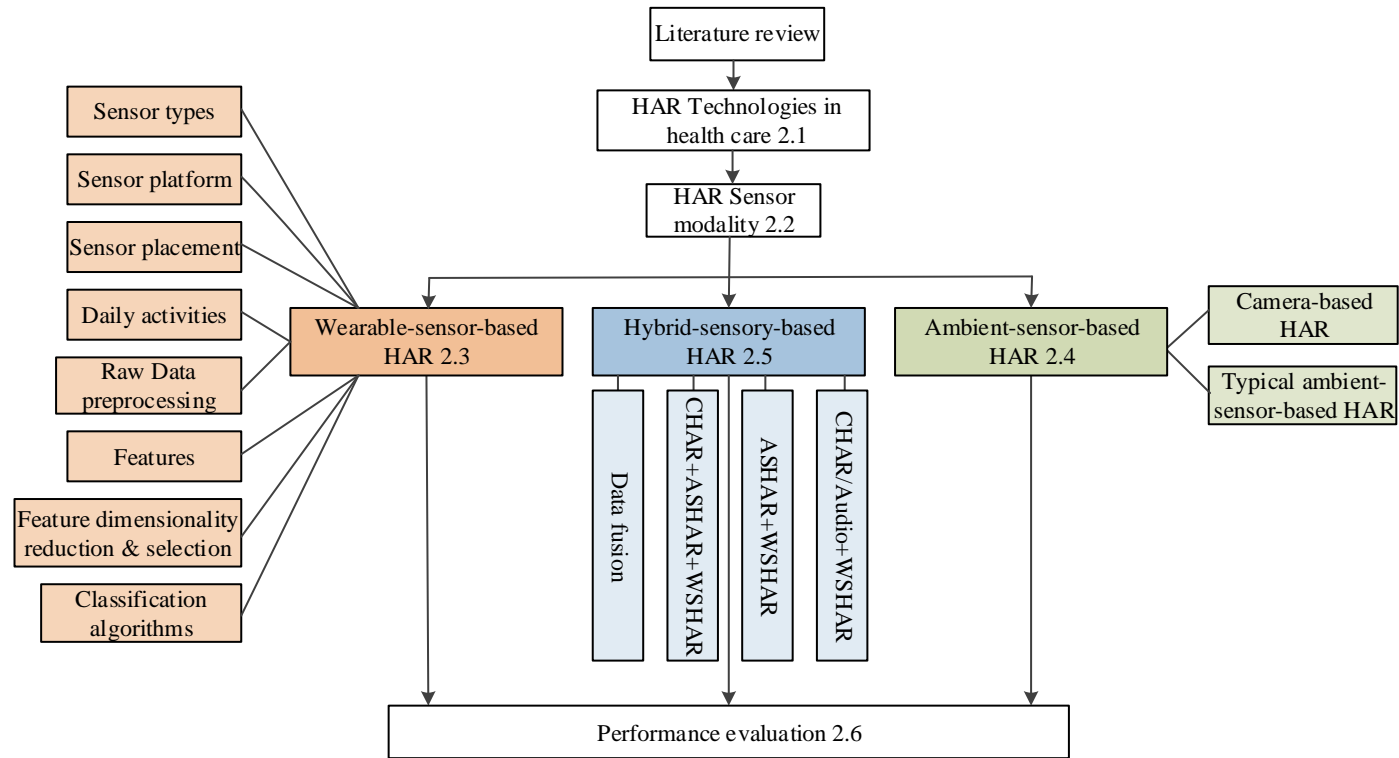 Literature review
HAR Technologies in
health care 2.1
HAR Sensor
modality 2.2
Sensor types
Sensor platform
Sensor placement
Daily activities
Raw Data
preprocessing
Features
Feature dimensionality
reduction & selection
Classification
algorithms
Wearable-sensor-based
HAR 2.3
Hybrid-sensory-based
HAR 2.5
Data fusion
CHAR+ASHAR+WSHAR
ASHAR+WSHAR
CHAR/Audio+WSHAR
Ambient-sensor-based
HAR 2.4
Camera-based
HAR
Typical ambient-
sensor-based HAR
Performance evaluation 2.6